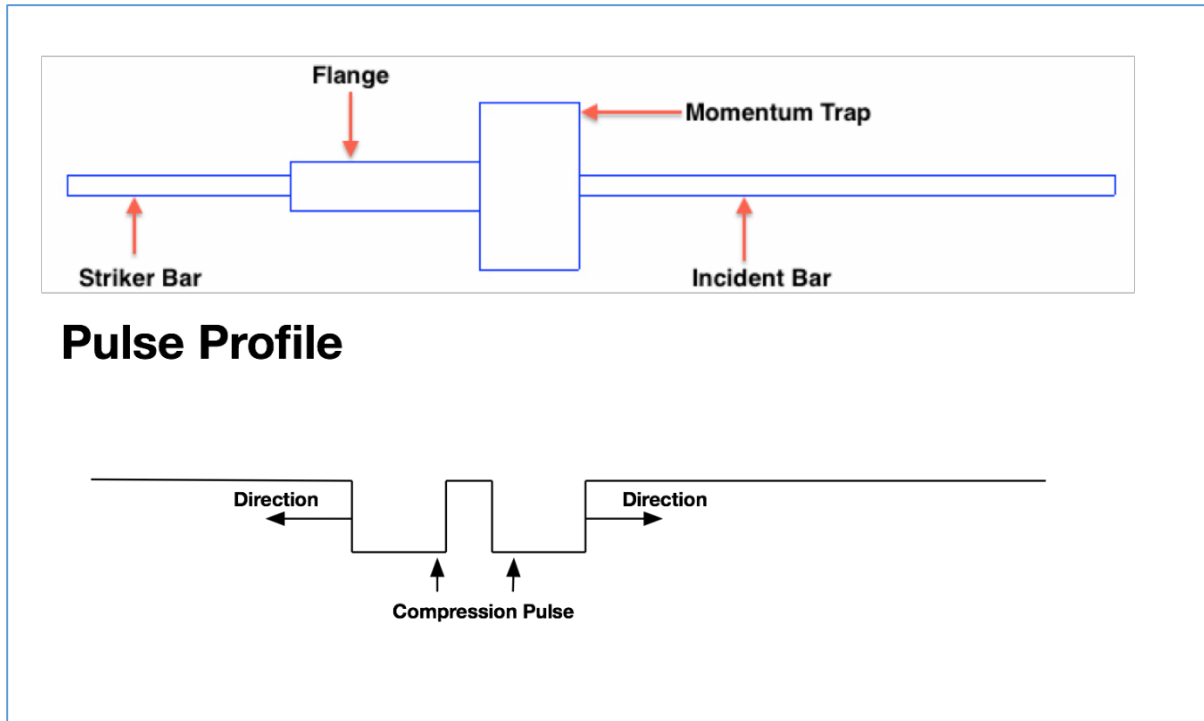 Flange
Momentum Trap
Striker Bar
Incident Bar
Pulse Profile
Direction
Direction
Compression Pulse